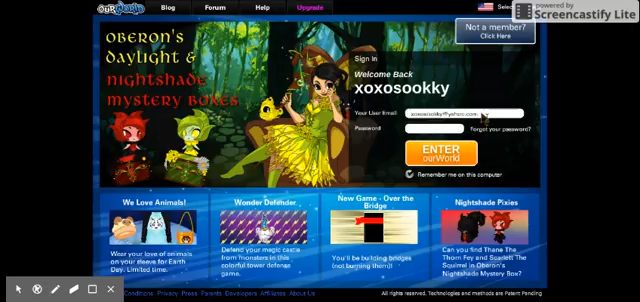 ourWorld
Blog
Forum
Help
Upgrade
powered by
Screencastify Lite
Not a member?
Click Here
OBERON'S
DAYLIGHT &
NIGHTSHADE
MYSTERY BOXES
Sign In
Welcome Back
xoxosookky
Your User Email
xoxosookky@yahoo.com
Password
Forgot your password?
ENTER
ourWorld
Remember me on this computer
We Love Animals!
Wear your love of animals
on your sleeve for Earth
Day. Limited time.
Wonder Defender
Defend your magic castle
from monsters in this
colorful tower defense
game.
New Game - Over the
Bridge
You'll be building bridges
(not burning them)!
Nightshade Pixies
Can you find Thane The
Thorn Fey and Scarlett The
Squirrel in Oberon's
Nightshade Mystery Box?
Conditions Privacy Press Parents Developers Affiliates About Us
All rights reserved. Technologies and methods are Patent Pending